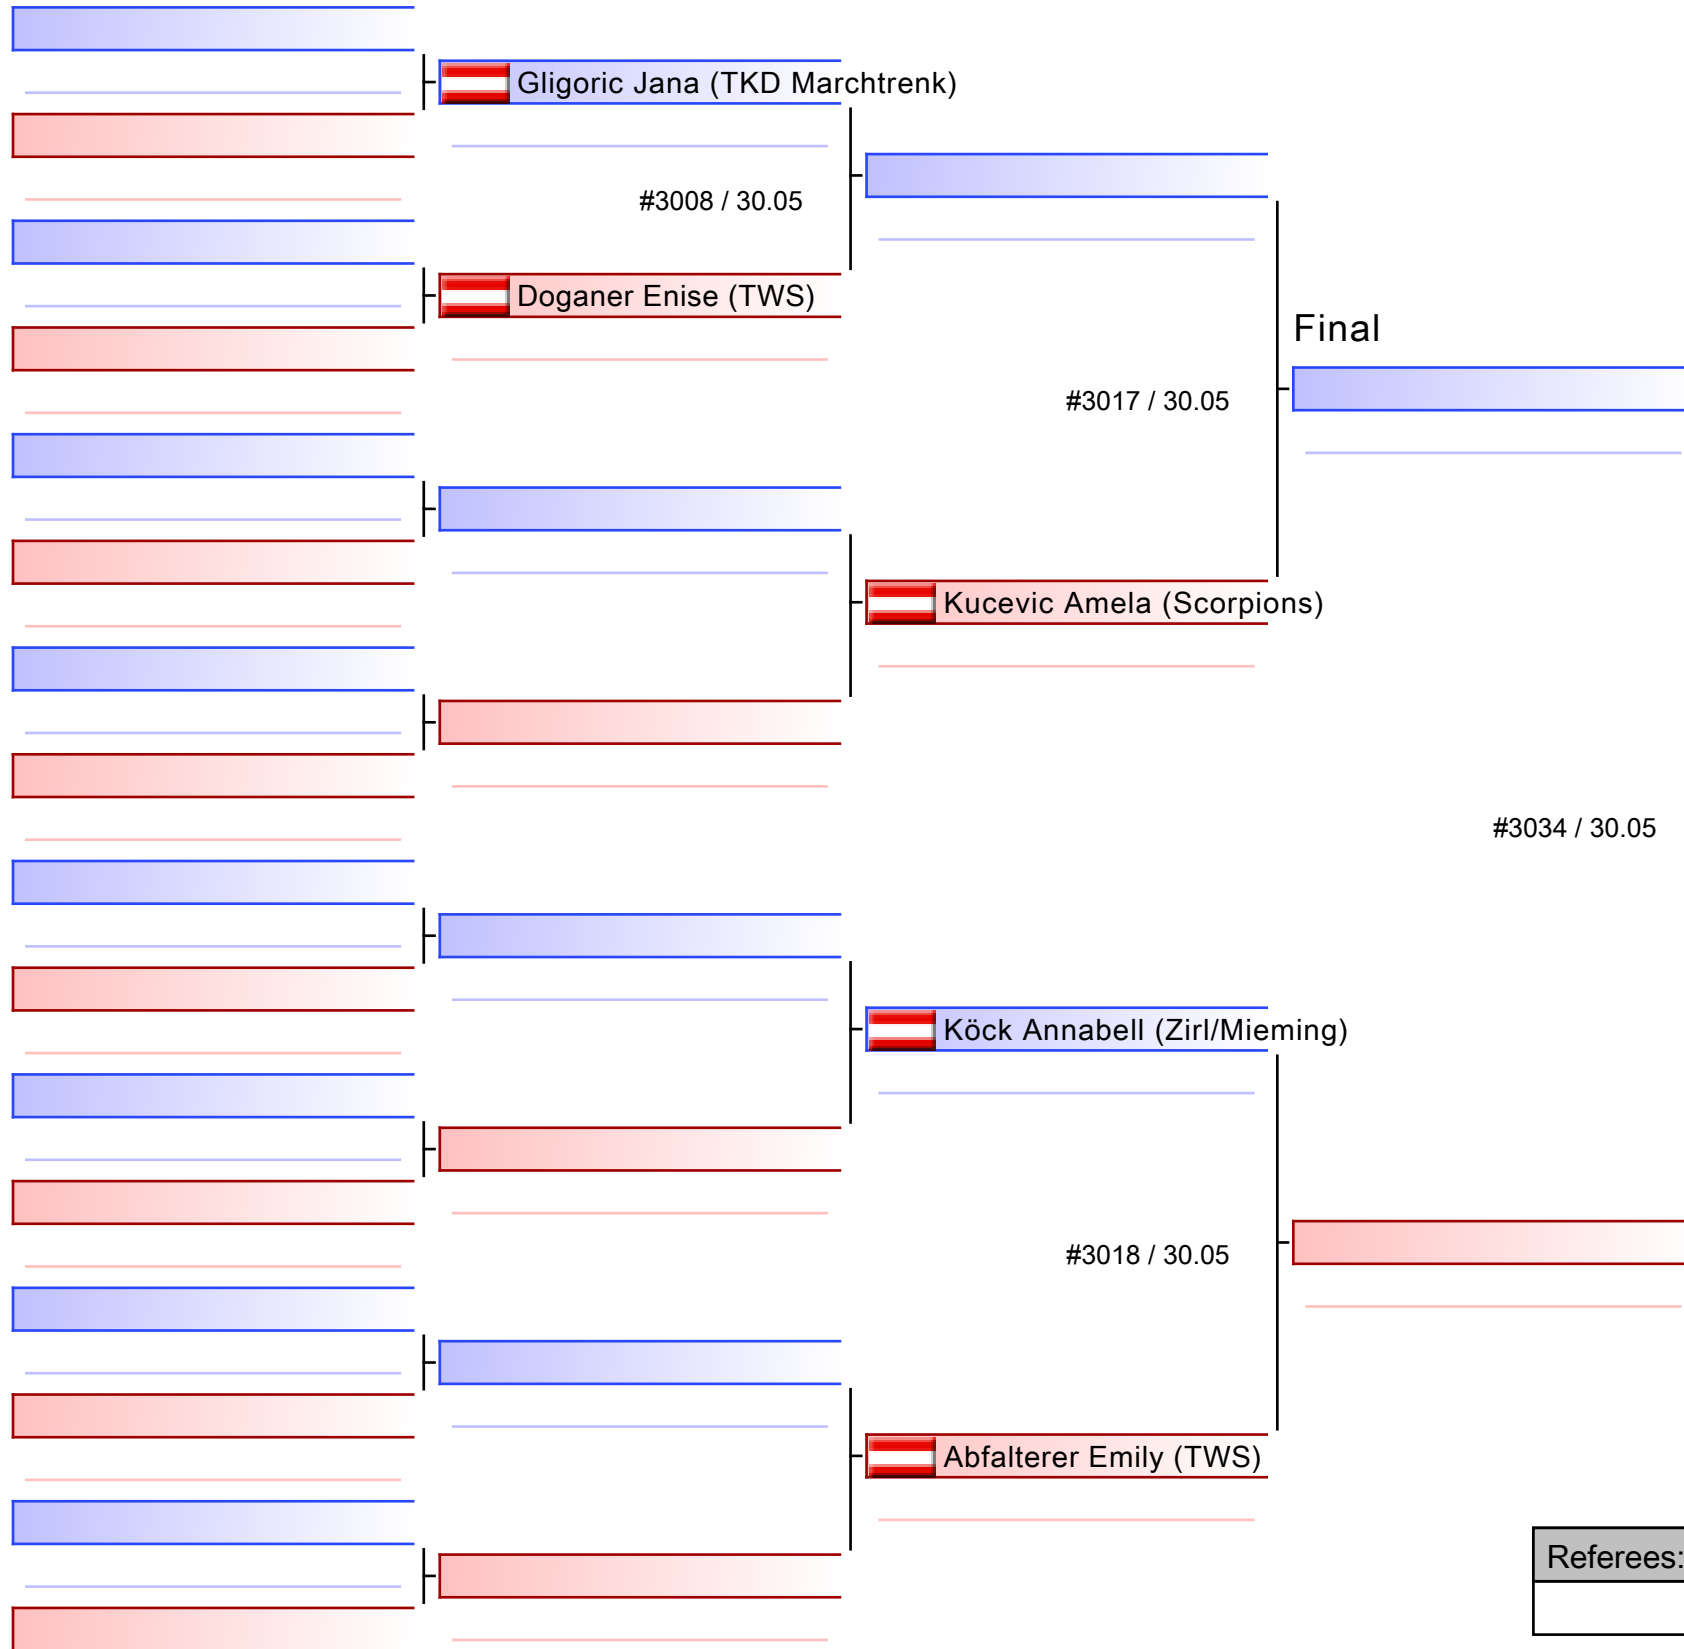 Gligoric Jana (TKD Marchtrenk)
#3008 / 30.05
Doganer Enise (TWS)
Final
#3017 / 30.05
Kucevic Amela (Scorpions)
#3034 / 30.05
Köck Annabell (Zirl/Mieming)
#3018 / 30.05
Abfalterer Emily (TWS)
Referees: